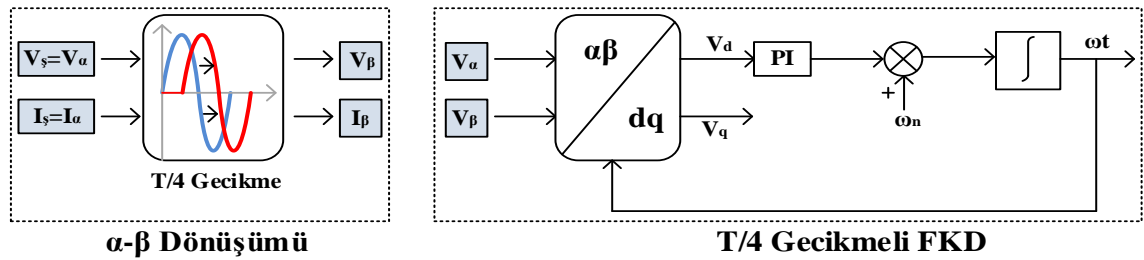 Vş=Vα
Iş=Iα
T/4 Gecikme
Vβ
Iβ
α-β Dönüşümü
Vα
Vβ
αβ
dq
Vd
Vq
PI
+
ωn
∫
ωt
T/4 Gecikmeli FKD